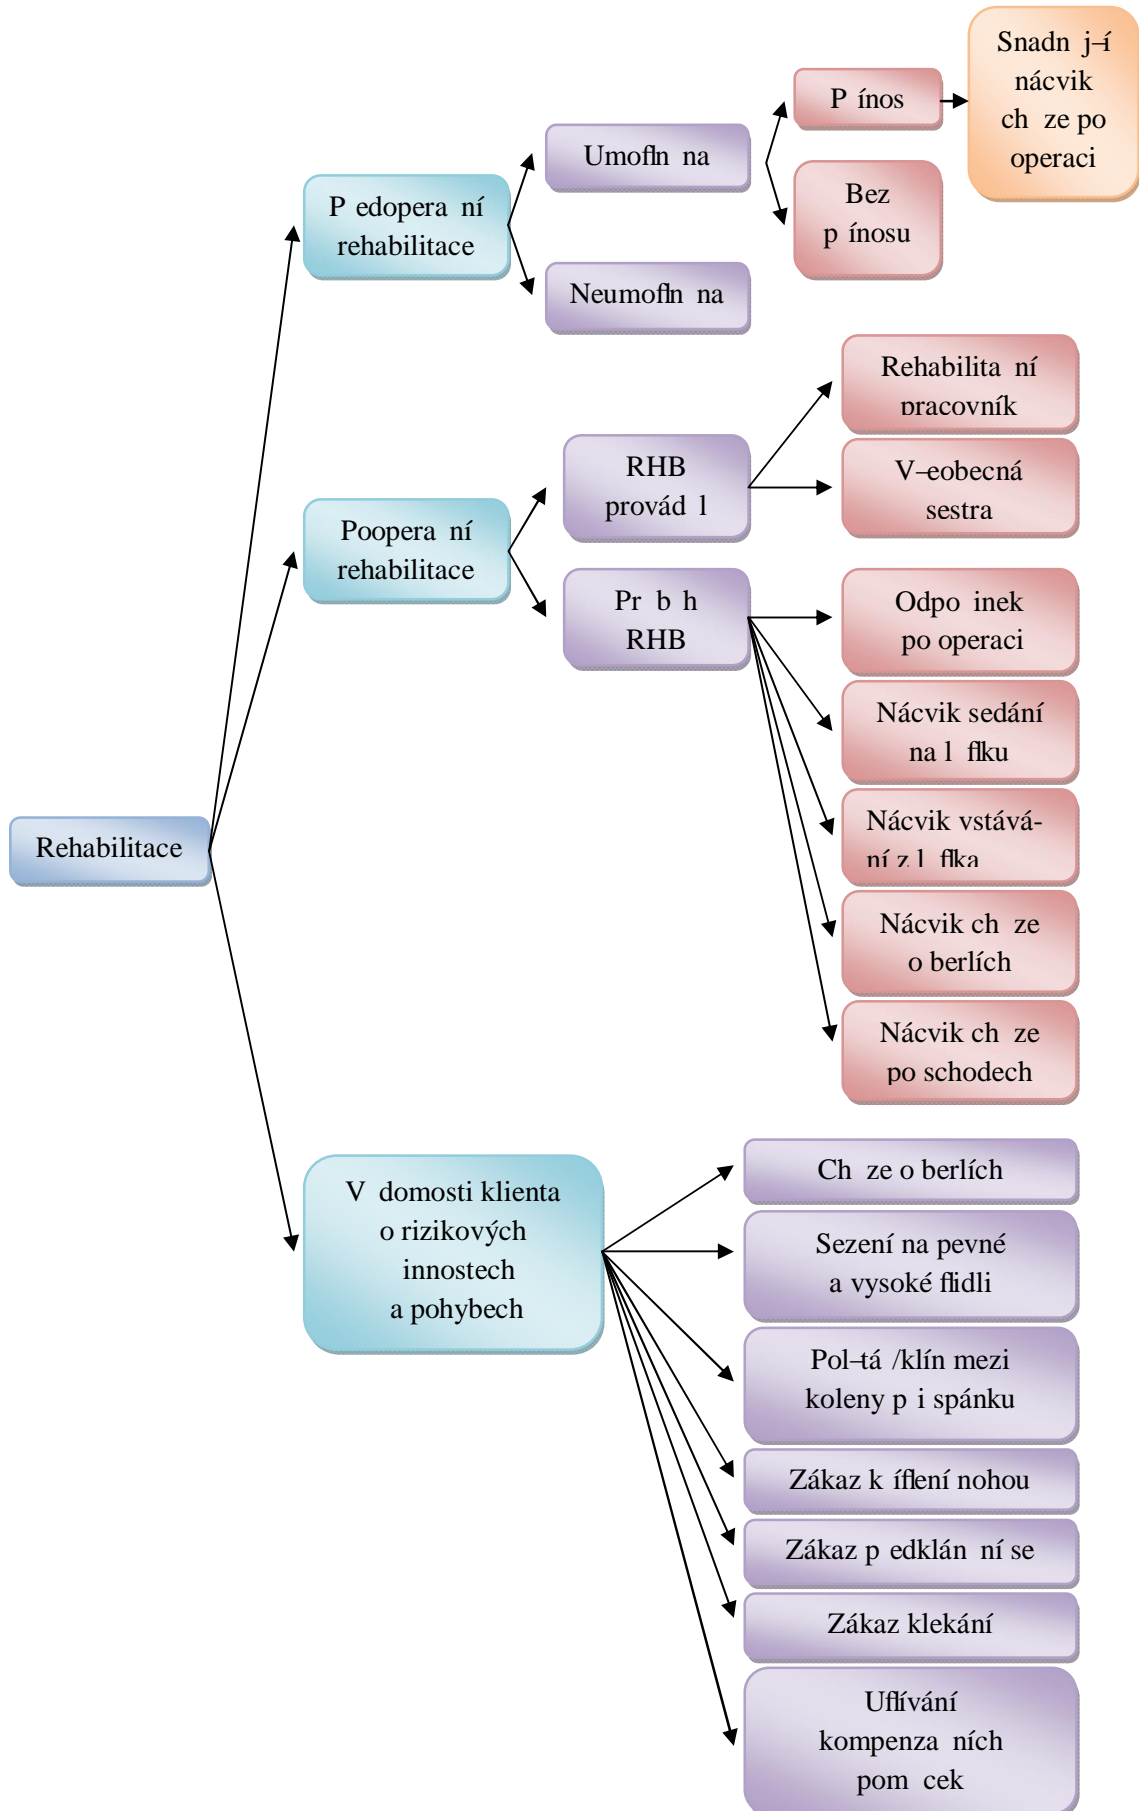 Snadn j–í
nácvik
ch ze po
operaci
P ínos
Umofln na
Bez
p ínosu
P edopera ní
rehabilitace
Neumofln na
Rehabilita ní
pracovník
RHB
provád l
V–eobecná
sestra
Poopera ní
rehabilitace
Pr b h
RHB
Odpo inek
po operaci
Nácvik sedání
na l flku
Nácvik vstává-
ní z l flka
Rehabilitace
Nácvik ch ze
o berlích
Nácvik ch ze
po schodech
V domosti klienta
o rizikových
innostech
a pohybech
Ch ze o berlích
Sezení na pevné
a vysoké flidli
Pol–tá /klín mezi
koleny p i spánku
Zákaz k íflení nohou
Zákaz p edklán ní se
Zákaz klekání
Uflívání
kompenza ních
pom cek